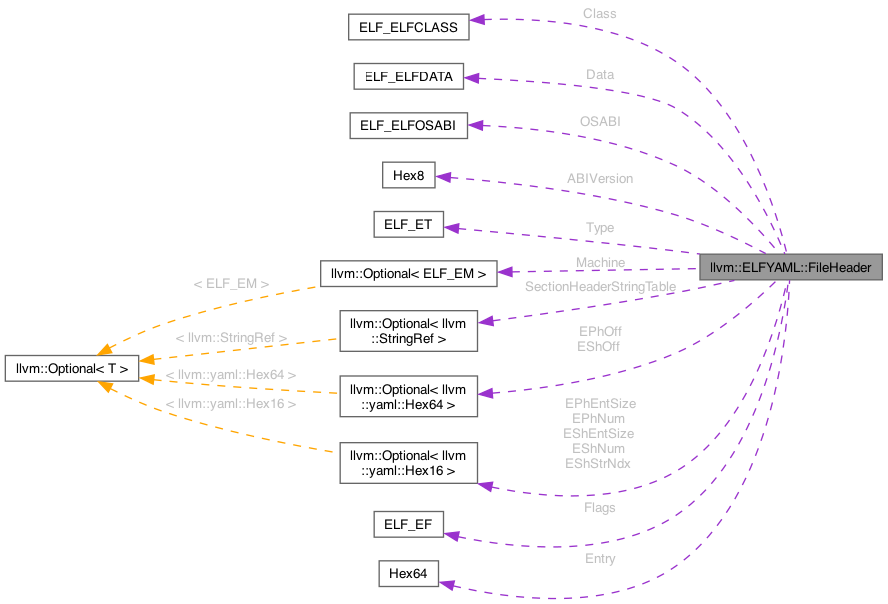 Class
ELF_ELFCLASS
Data
ELF_ELFDATA
OSABI
ELF_ELFOSABI
ABIVersion
Hex8
Type
ELF_ET
llvm::ELFYAML::FileHeader
Machine
llvm::Optional< ELF_EM >
< ELF_EM >
SectionHeaderStringTable
llvm::Optional< llvm
::StringRef >
< llvm::StringRef >
EPhOff
EShOff
llvm::Optional< T >
< llvm::yaml::Hex64 >
llvm::Optional< llvm
::yaml::Hex64 >
< llvm::yaml::Hex16 >
EPhEntSize
EPhNum
EShEntSize
EShNum
EShStrNdx
llvm::Optional< llvm
::yaml::Hex16 >
Flags
ELF_EF
Entry
Hex64